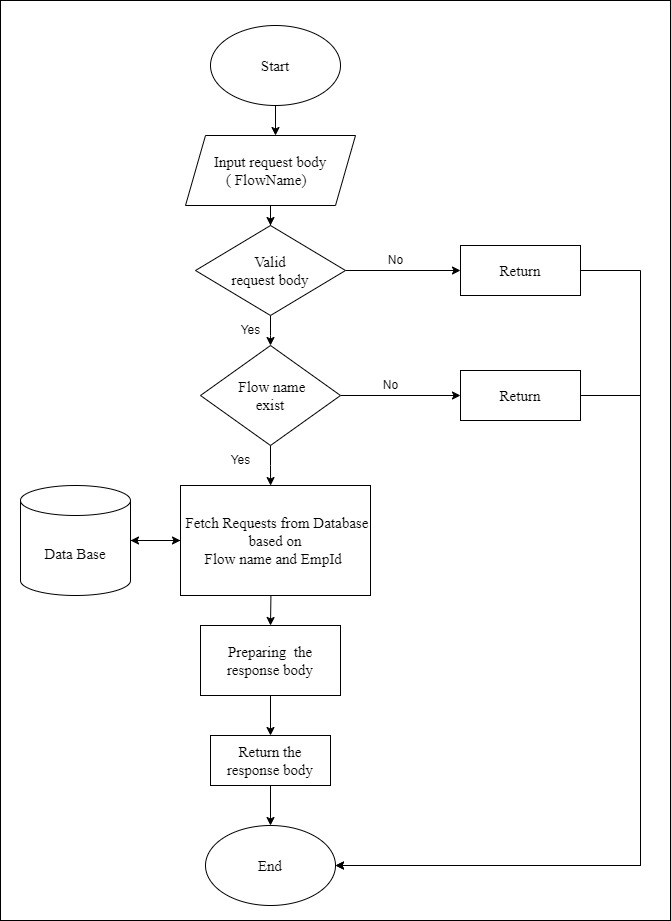 Start
Input request body
( FlowName)
Valid
request body
No
Return
Yes
Flow name
exist
No
Return
Yes
Fetch Requests from Database
based on
Flow name and EmpId
Data Base
Preparing  the
response body
Return the
response body
End